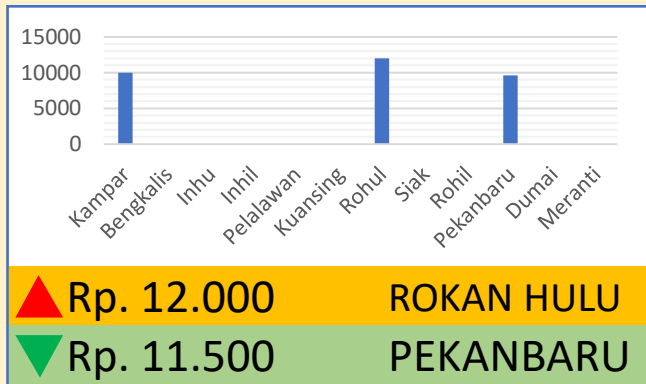 15000
10000
5000
0
Kampar
Bengkalis
Inhu
Inhil
Pelalawan
Kuansing
Rohul
Siak
Rohil
Pekanbaru
Dumai
Meranti
Rp. 12.000 ROKAN HULU
Rp. 11.500 PEKANBARU